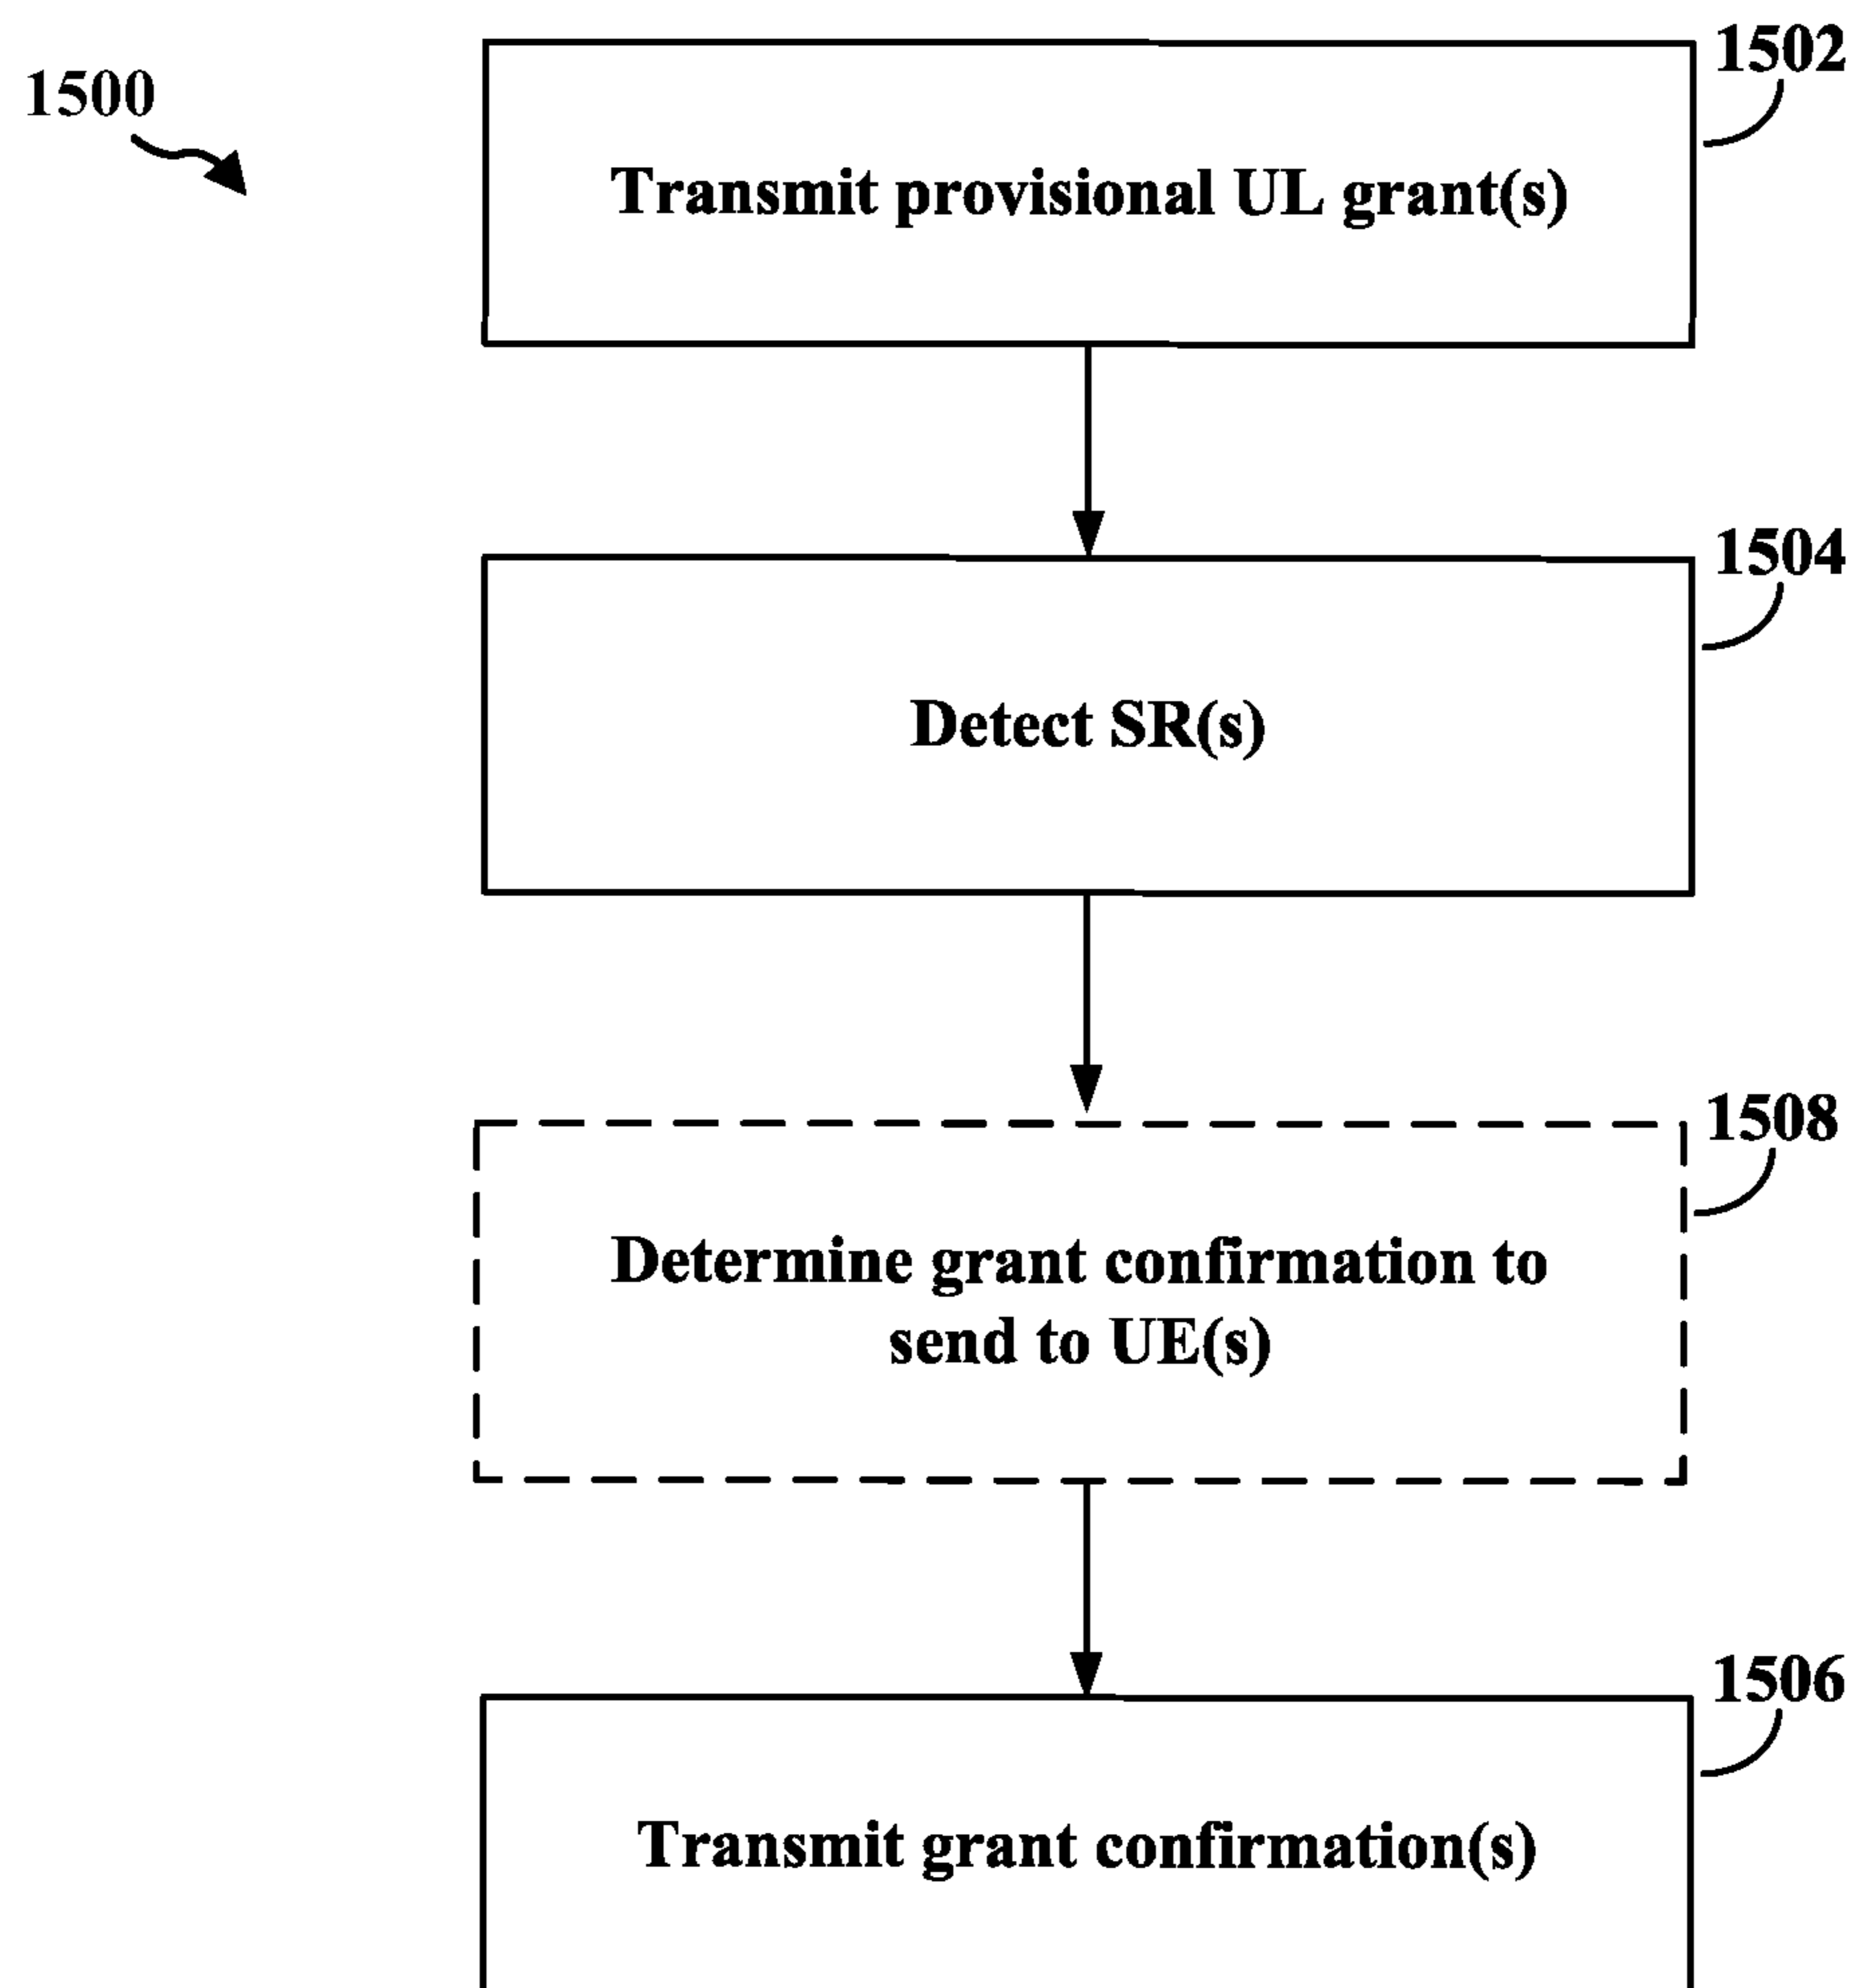 1500
1502
Transmit provisional UL grant(s)
1504
Detect SR(s)
1508
Determine grant confirmation to
send to UE(s)
1506
Transmit grant confirmation(s)